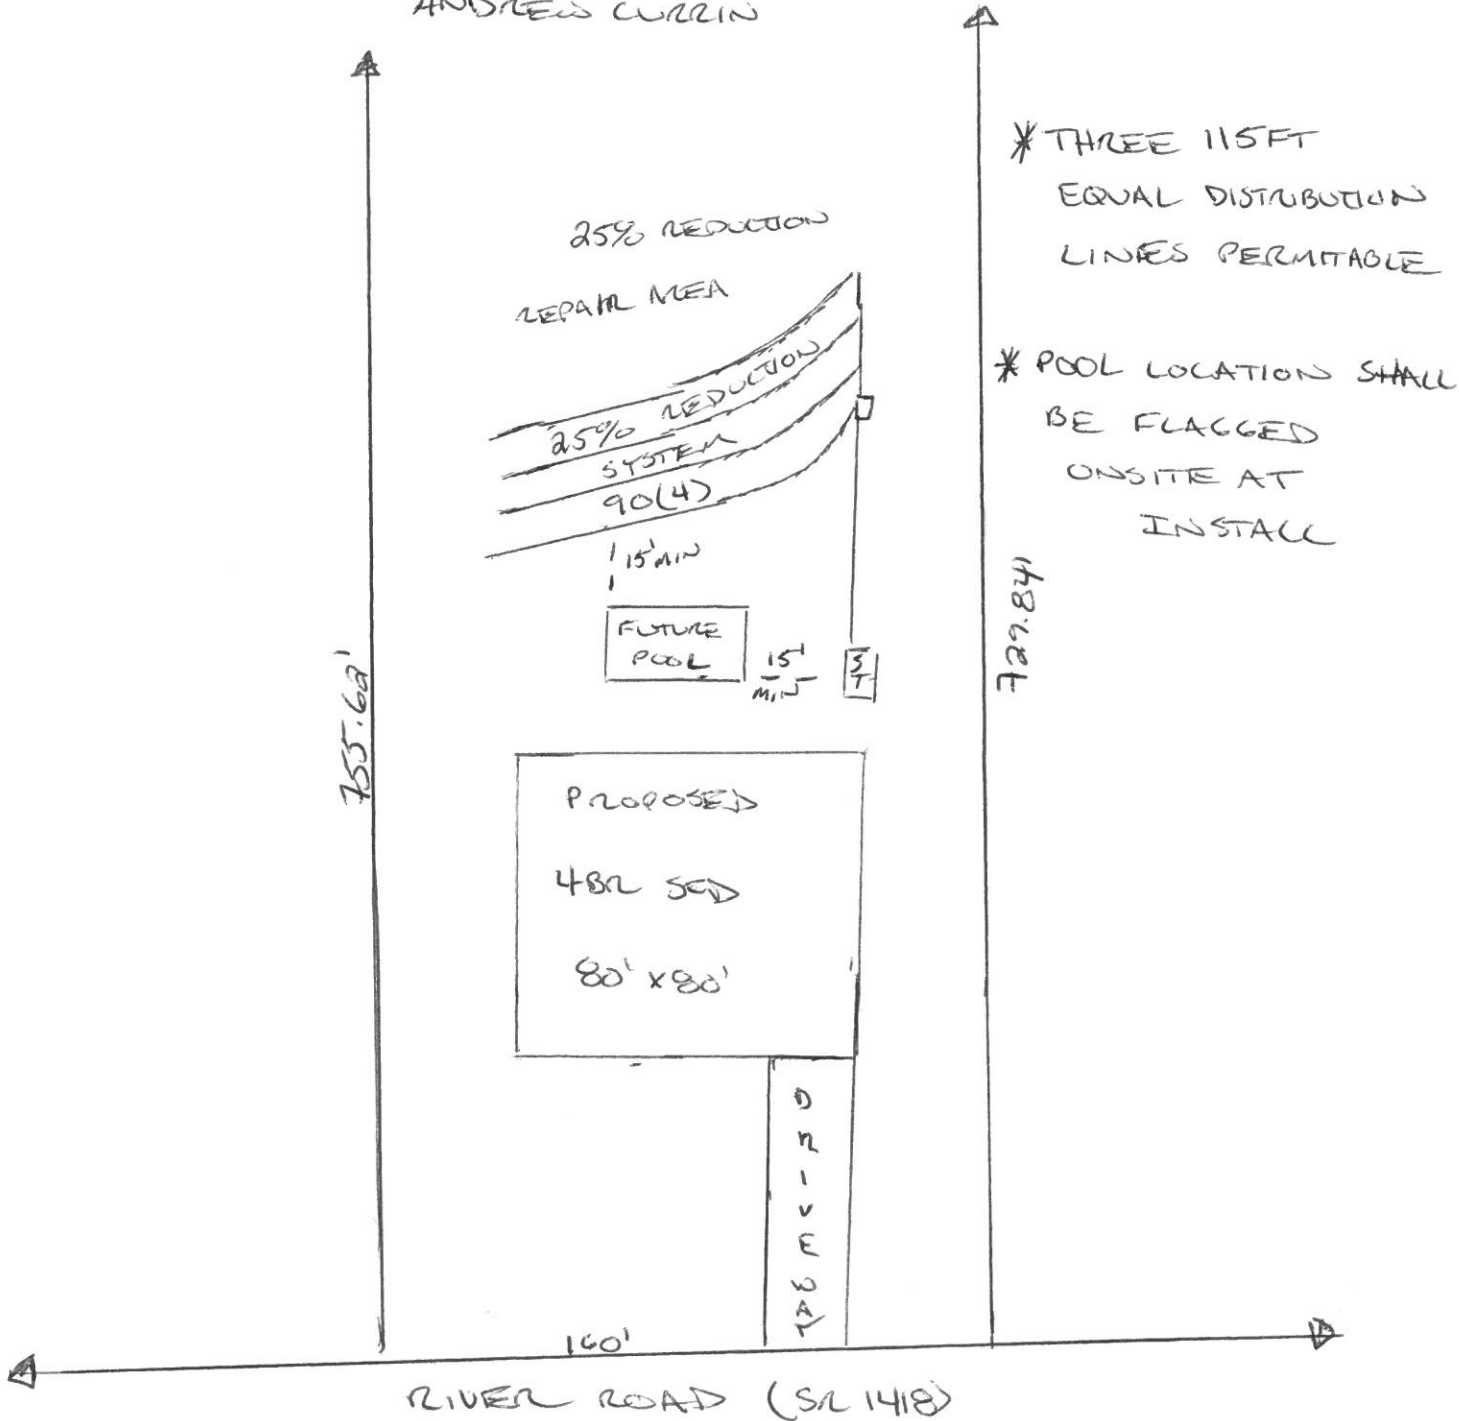 ANDREW CURRIN
* THREE 115FT
EQUAL DISTRIBUTION
LINES PERMITABLE
25% REDUCTION
REPAIR AREA
* POOL LOCATION SHALL
BE FLAGGED
ONSITE AT
INSTALL
25% REDUCTION
SYSTEM
90(4)
15' MIN
FUTURE
POOL
15'
MIN
ST
755.62'
729.84'
PROPOSED
4BR SFD
80' x 80'
DRIVEWAY
160'
RIVER ROAD (SR 1418)